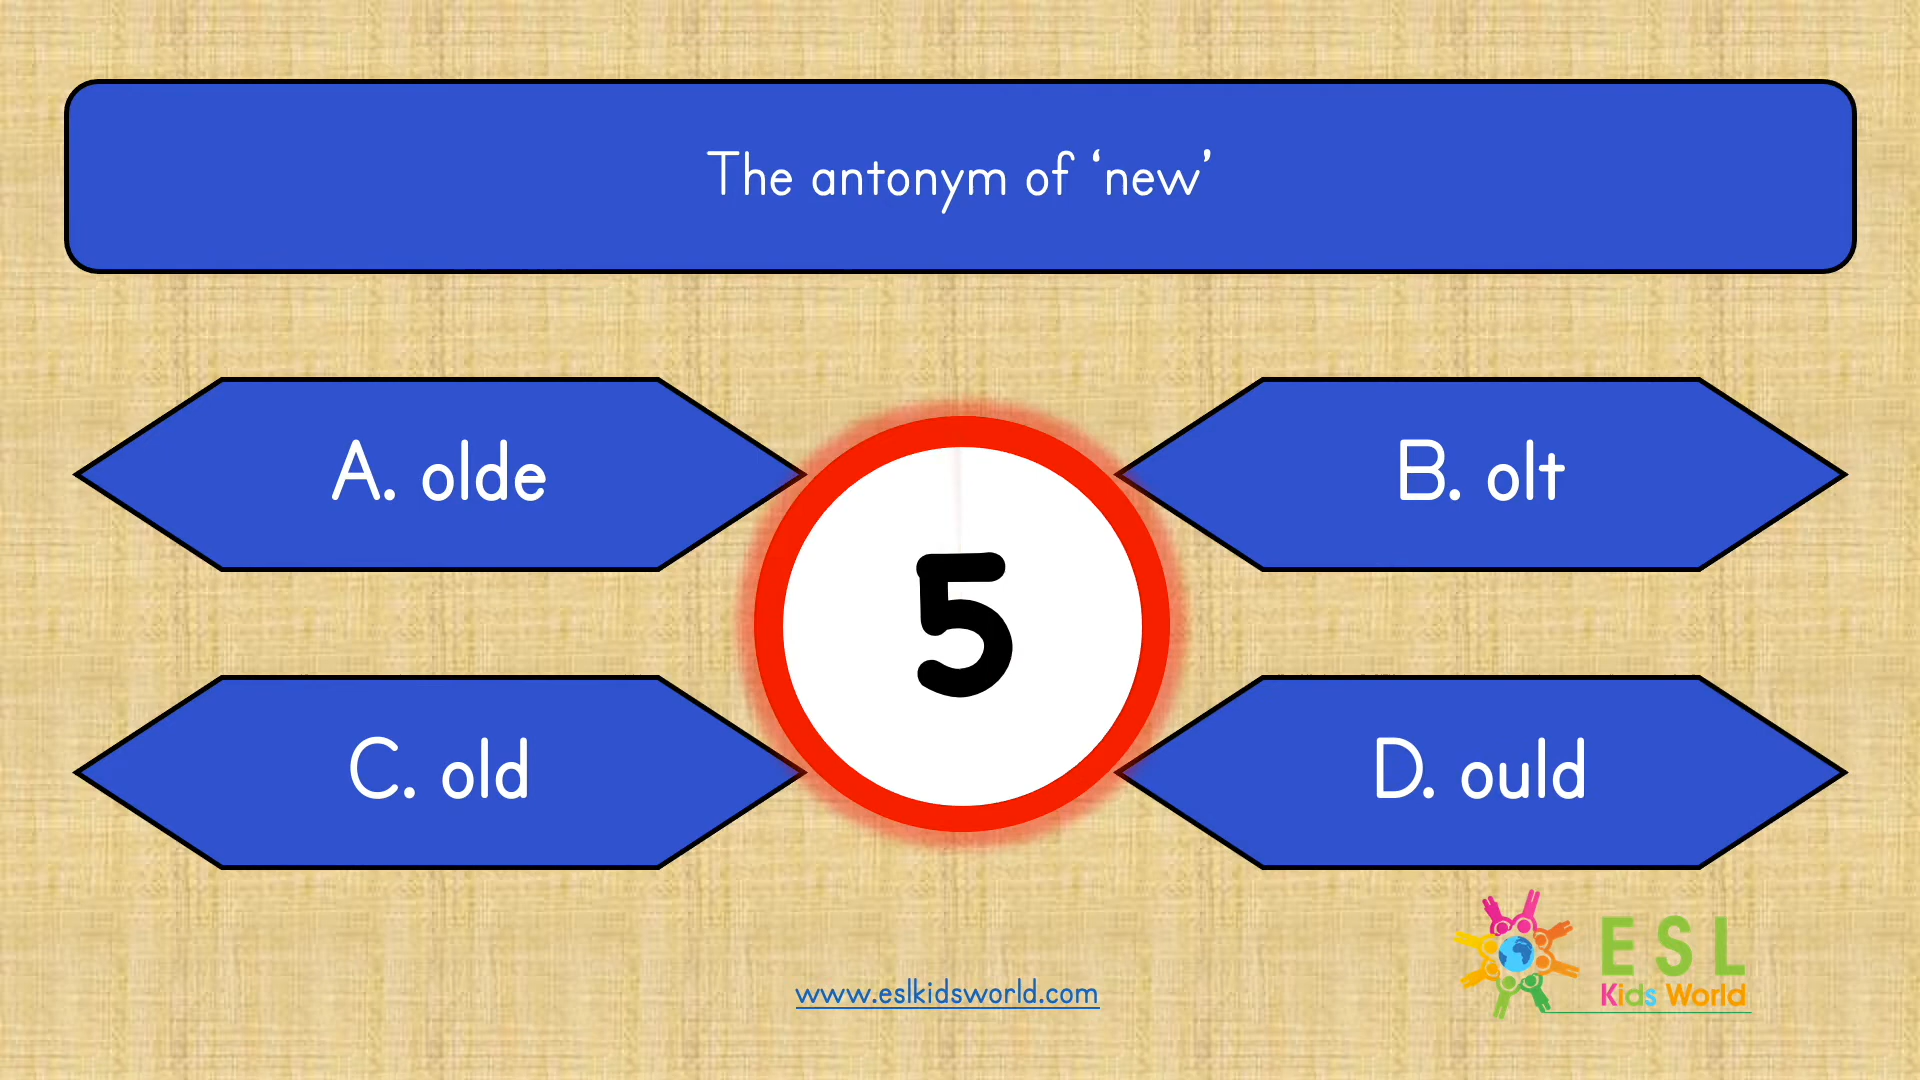 The antonym of ‘new’
A. olde
B. olt
5
C. old
D. ould
www.eslkidsworld.com
ESL
Kids World